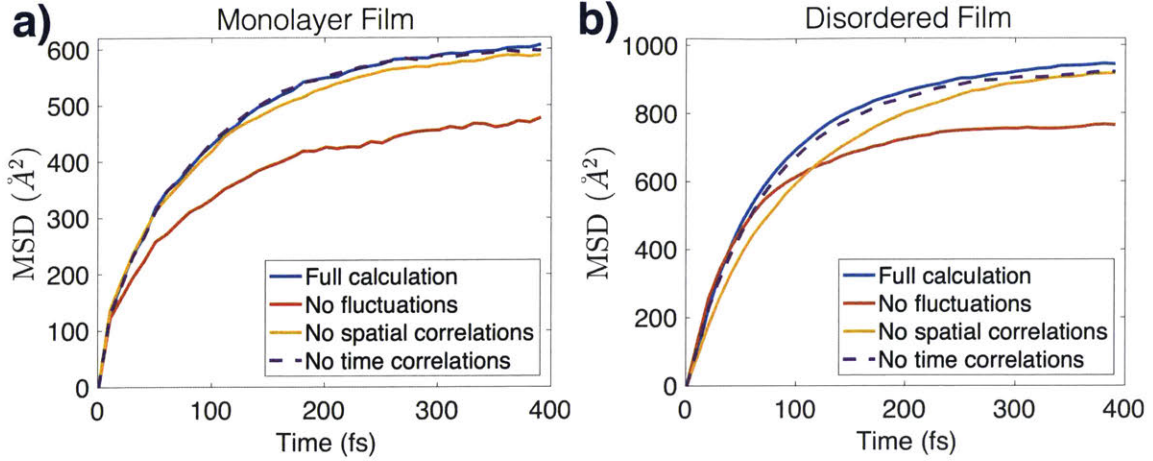 a)
Monolayer Film
600
500
400
300
200
100
0
MSD (Å²)
Full calculation
No fluctuations
No spatial correlations
No time correlations
0 100 200 300 400
Time (fs)
b)
Disordered Film
1000
800
600
400
200
0
MSD (Å²)
Full calculation
No fluctuations
No spatial correlations
No time correlations
0 100 200 300 400
Time (fs)